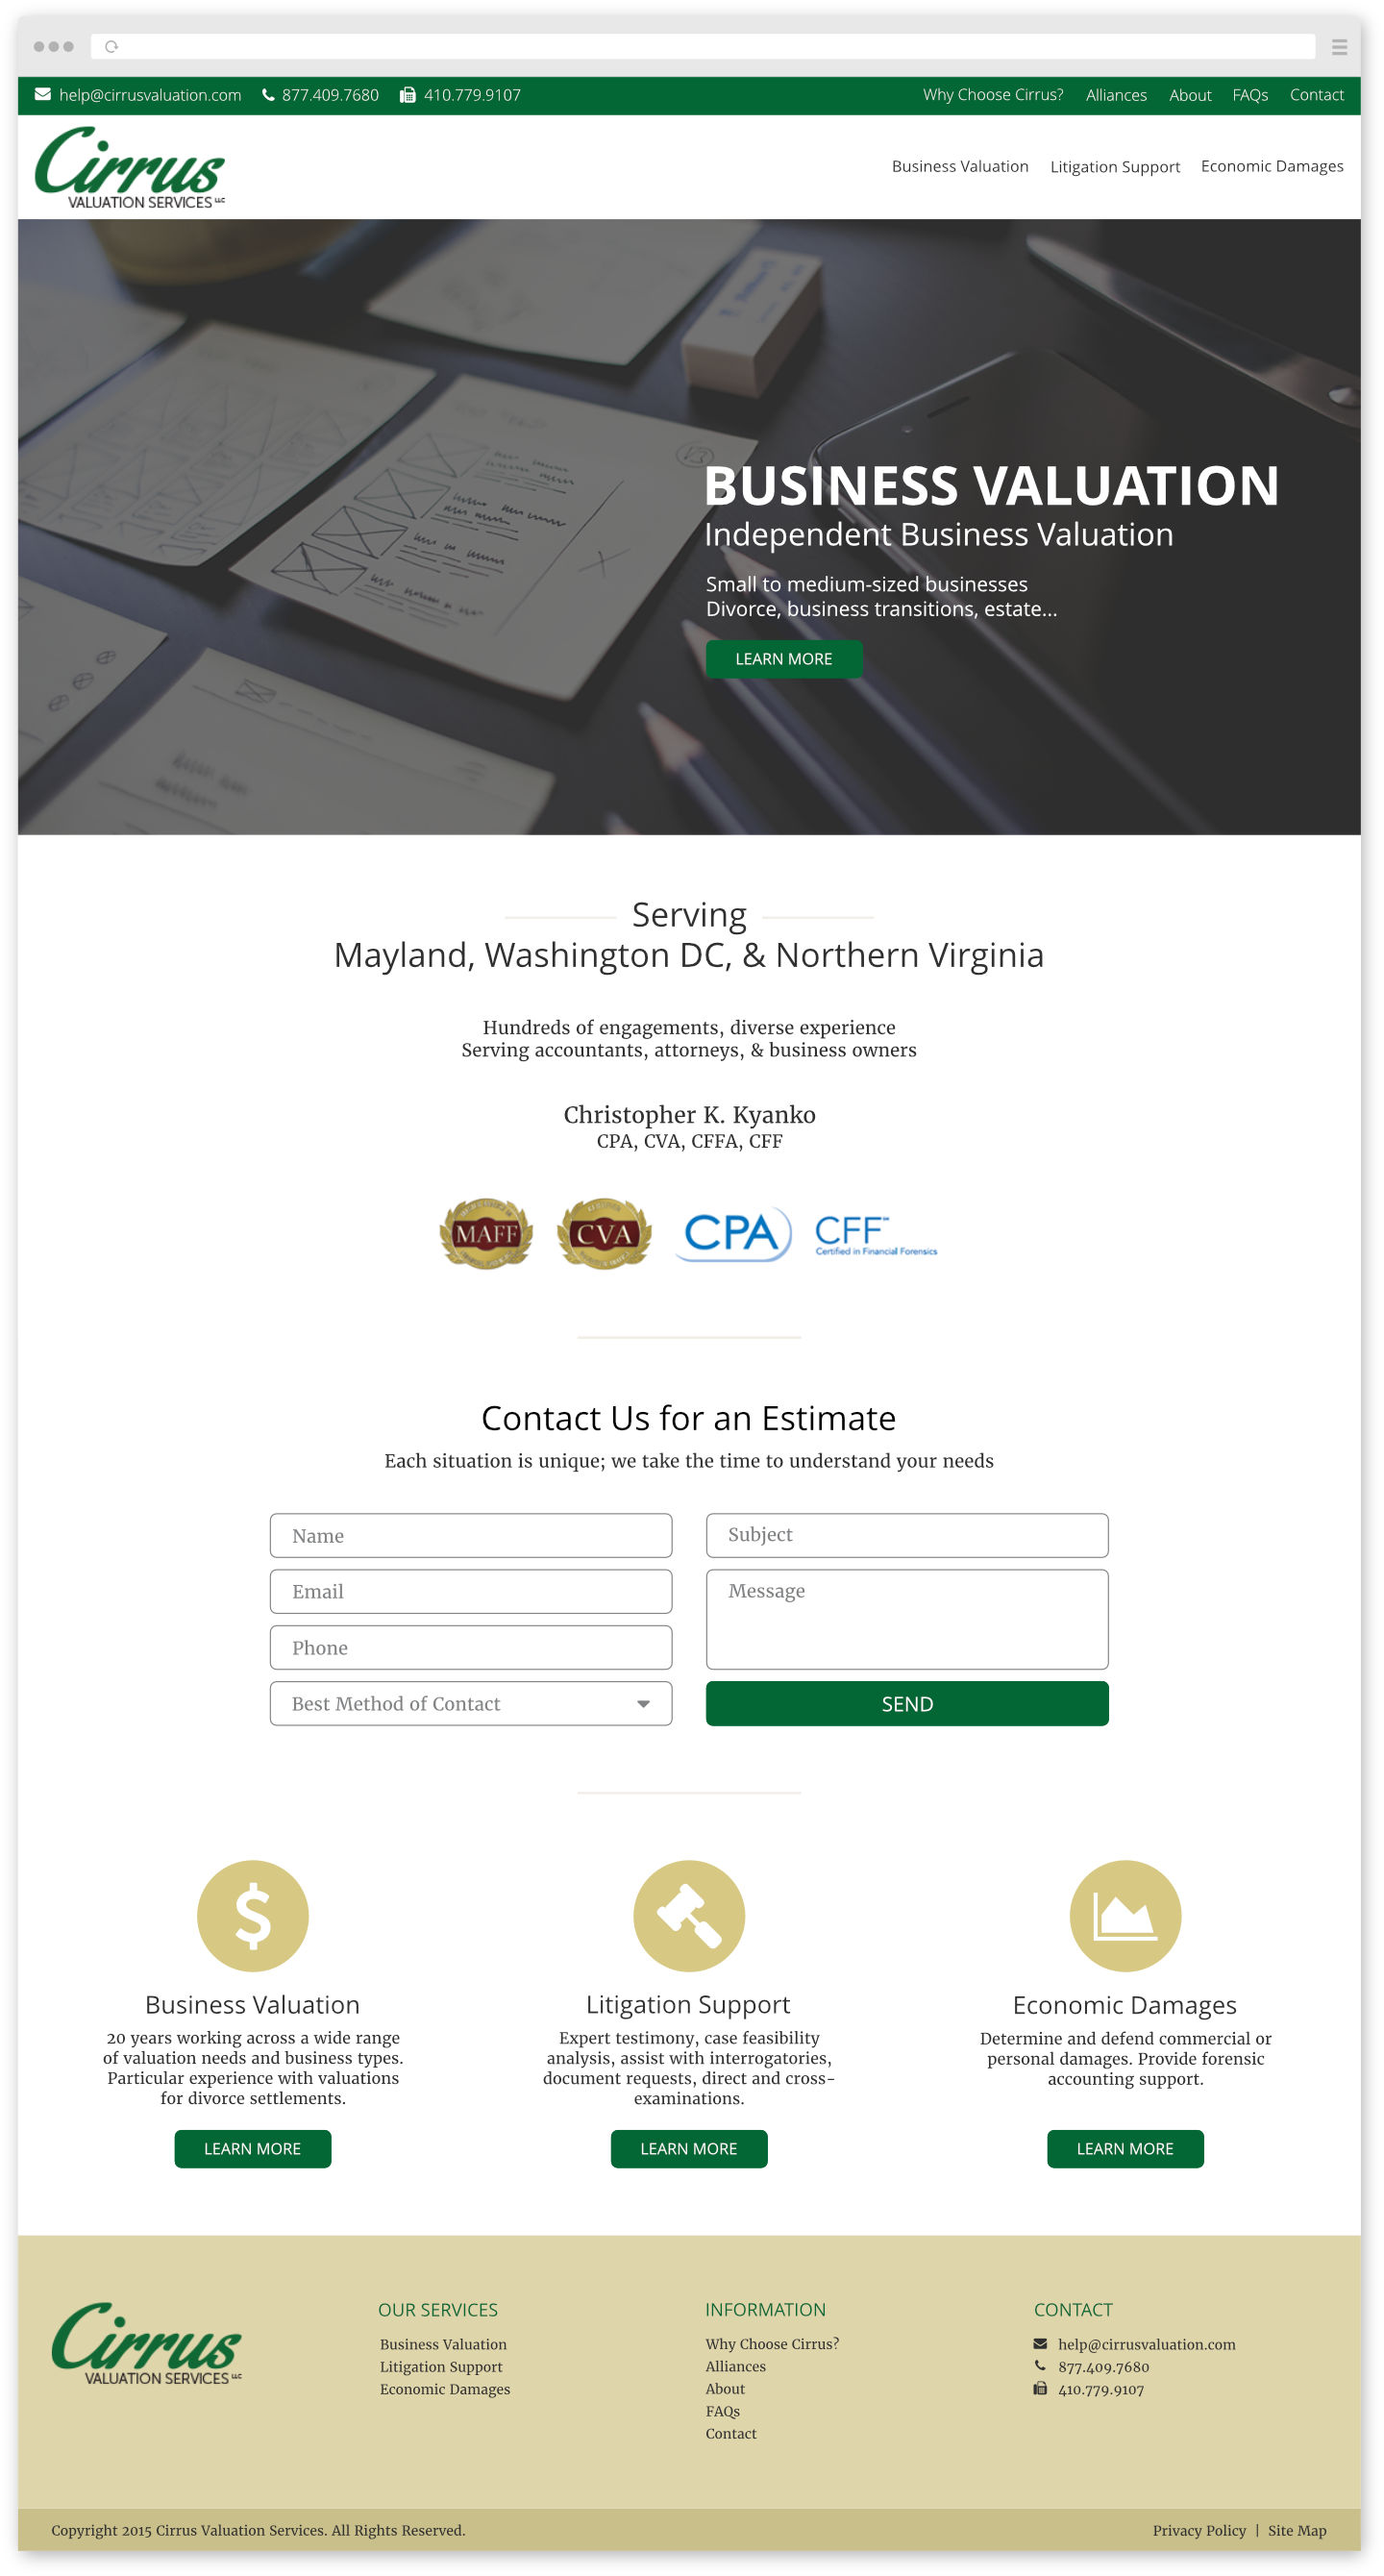 help@cirrusvaluation.com 877.409.7680 410.779.9107 Why Choose Cirrus? Alliances About FAQs Contact
Cirrus
VALUATION SERVICES LLC
Business Valuation Litigation Support Economic Damages
BUSINESS VALUATION
Independent Business Valuation
Small to medium-sized businesses
Divorce, business transitions, estate...
LEARN MORE
Serving
Mayland, Washington DC, & Northern Virginia
Hundreds of engagements, diverse experience
Serving accountants, attorneys, & business owners
Christopher K. Kyanko
CPA, CVA, CFFA, CFF
MAFF CVA CPA CFF℠
Certified in Financial Forensics
Contact Us for an Estimate
Each situation is unique; we take the time to understand your needs
Name
Email
Phone
Best Method of Contact
Subject
Message
SEND
Business Valuation
20 years working across a wide range
of valuation needs and business types.
Particular experience with valuations
for divorce settlements.
LEARN MORE
Litigation Support
Expert testimony, case feasibility
analysis, assist with interrogatories,
document requests, direct and cross-
examinations.
LEARN MORE
Economic Damages
Determine and defend commercial or
personal damages. Provide forensic
accounting support.
LEARN MORE
Cirrus
VALUATION SERVICES LLC
OUR SERVICES
Business Valuation
Litigation Support
Economic Damages
INFORMATION
Why Choose Cirrus?
Alliances
About
FAQs
Contact
CONTACT
help@cirrusvaluation.com
877.409.7680
410.779.9107
Copyright 2015 Cirrus Valuation Services. All Rights Reserved.
Privacy Policy | Site Map